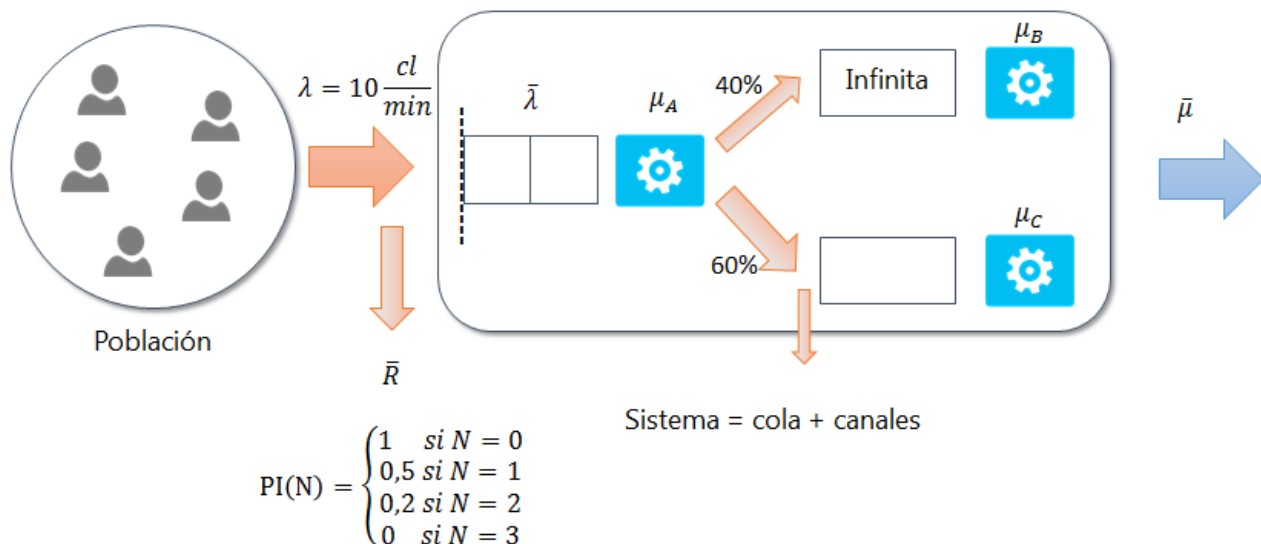 λ = 10 cl/min
Población
R̄
PI(N) = { 1 si N = 0
0,5 si N = 1
0,2 si N = 2
0 si N = 3
λ̄
μ_A
40%
60%
Infinita
μ_B
μ_C
Sistema = cola + canales
μ̄